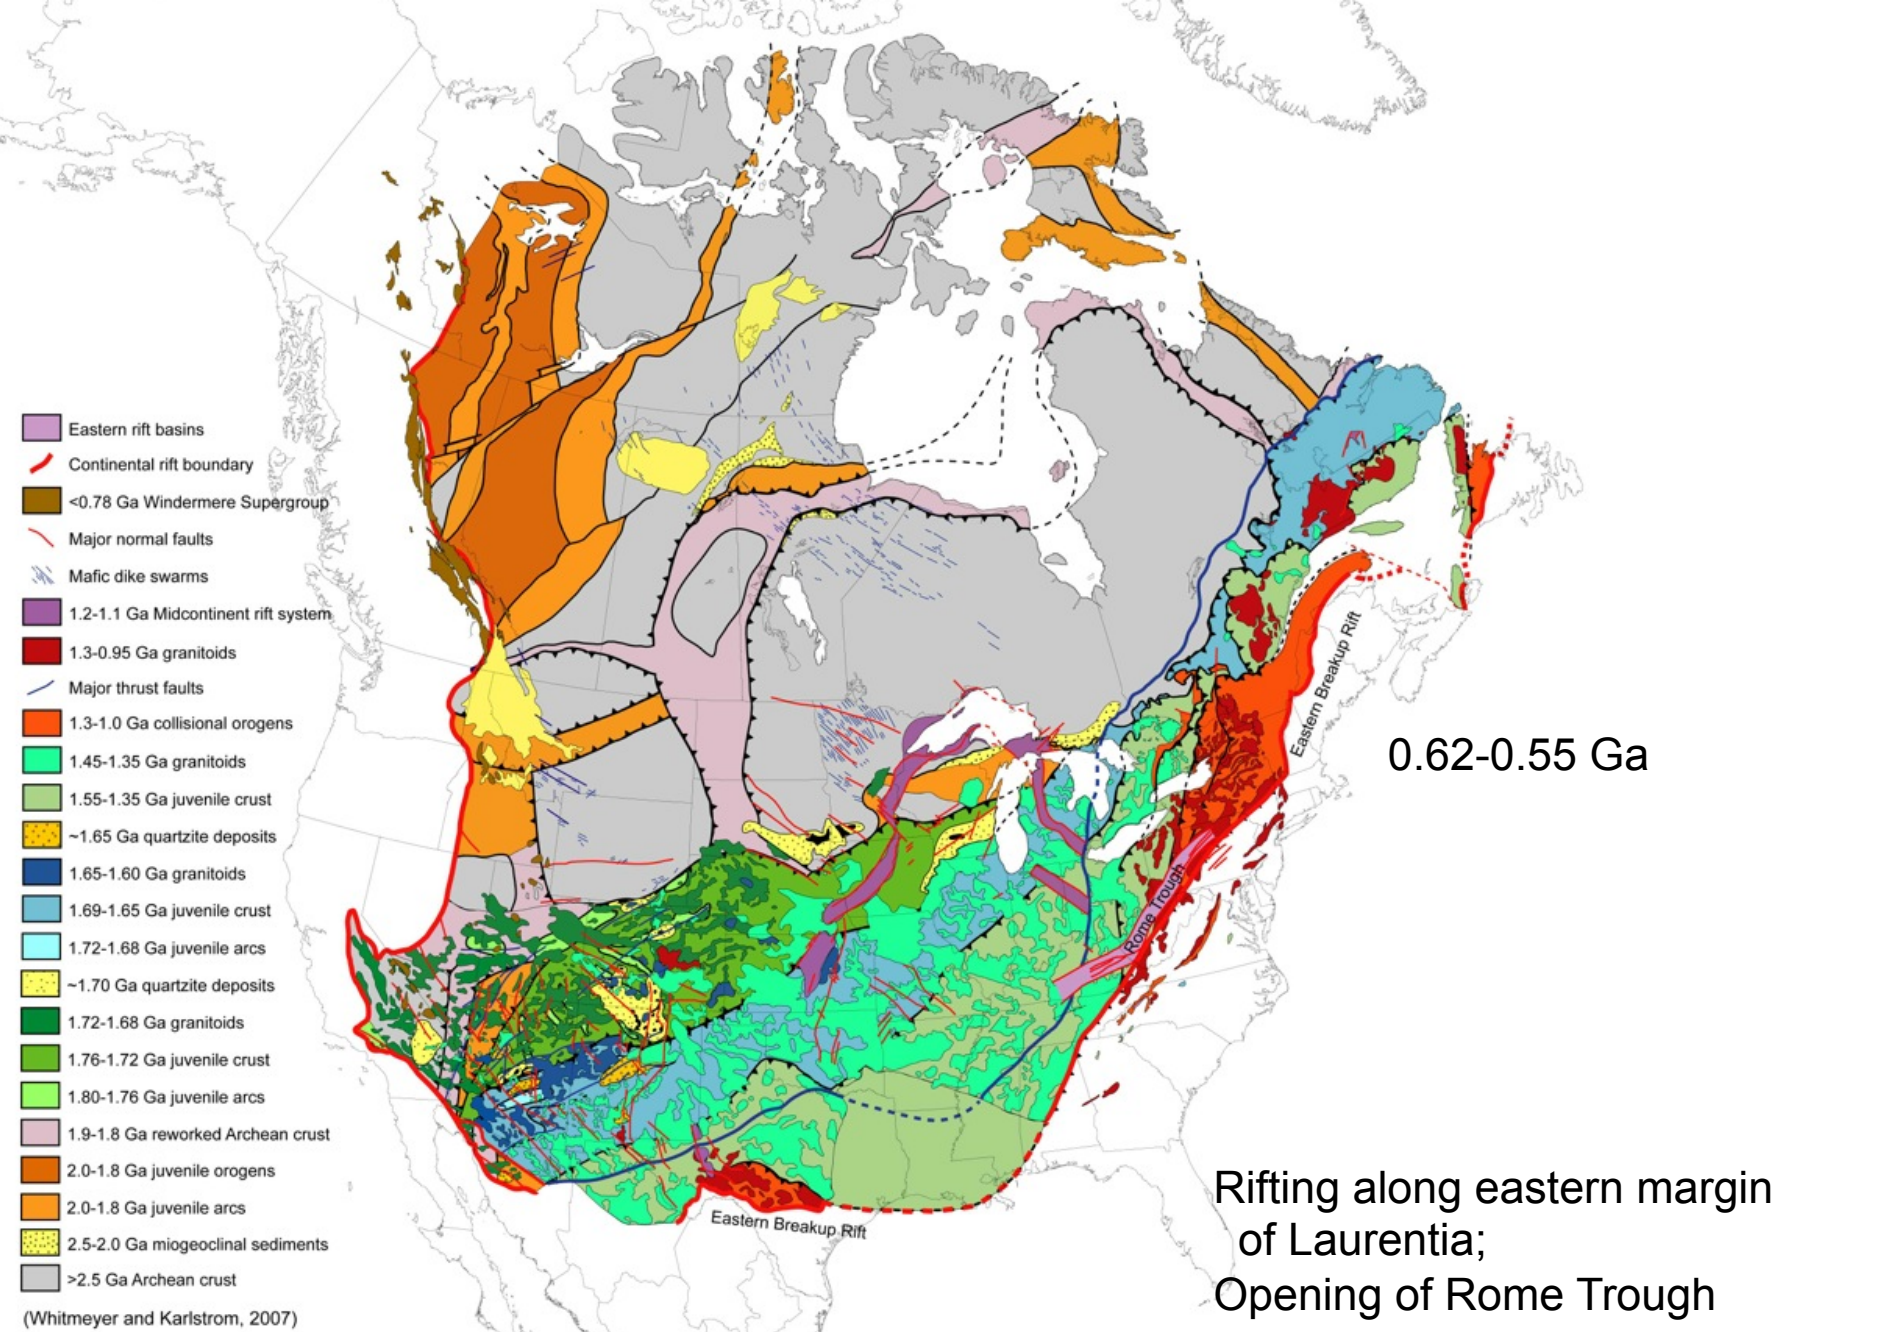 Eastern rift basins
Continental rift boundary
<0.78 Ga Windermere Supergroup
Major normal faults
Mafic dike swarms
1.2-1.1 Ga Midcontinent rift system
1.3-0.95 Ga granitoids
Major thrust faults
1.3-1.0 Ga collisional orogens
1.45-1.35 Ga granitoids
1.55-1.35 Ga juvenile crust
~1.65 Ga quartzite deposits
1.65-1.60 Ga granitoids
1.69-1.65 Ga juvenile crust
1.72-1.68 Ga juvenile arcs
~1.70 Ga quartzite deposits
1.72-1.68 Ga granitoids
1.76-1.72 Ga juvenile crust
1.80-1.76 Ga juvenile arcs
1.9-1.8 Ga reworked Archean crust
2.0-1.8 Ga juvenile orogens
2.0-1.8 Ga juvenile arcs
2.5-2.0 Ga miogeoclinal sediments
>2.5 Ga Archean crust
(Whitmeyer and Karlstrom, 2007)
Eastern Breakup Rift
Rome Trough
Eastern Breakup Rift
0.62-0.55 Ga
Rifting along eastern margin
of Laurentia;
Opening of Rome Trough